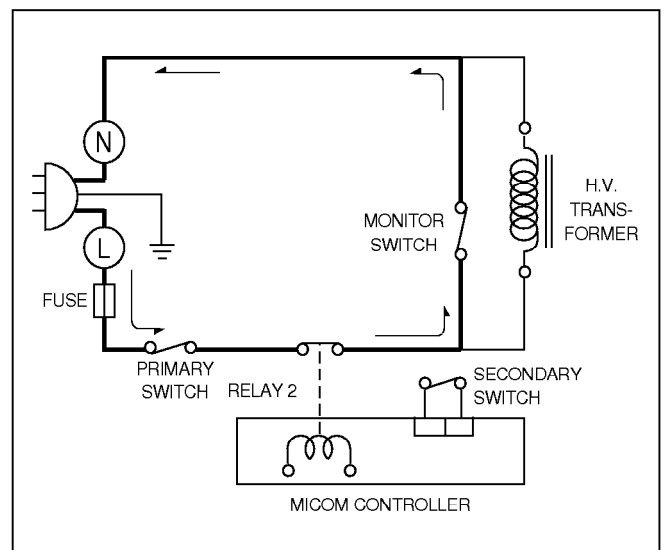 N
L
FUSE
PRIMARY
SWITCH
RELAY 2
MONITOR
SWITCH
H.V.
TRANS-
FORMER
SECONDARY
SWITCH
MICOM CONTROLLER